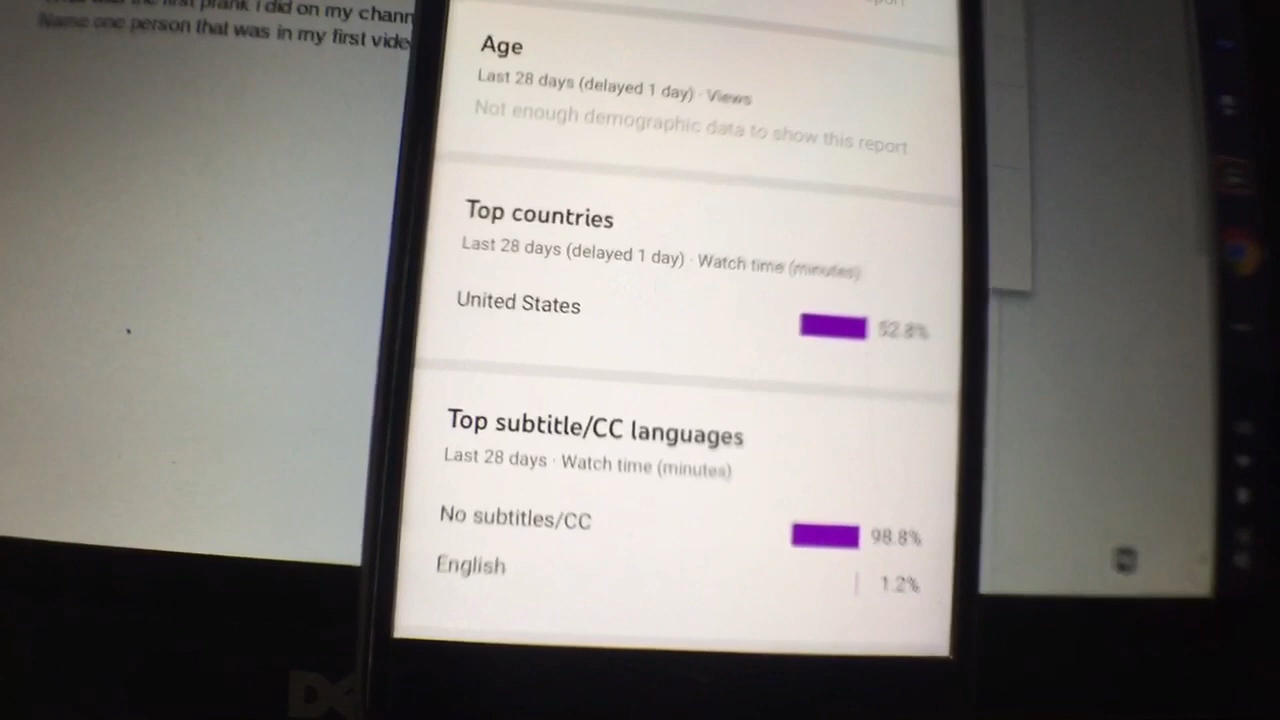 first prank i did on my chann
Name one person that was in my first vide
Age
Last 28 days (delayed 1 day) · Views
Not enough demographic data to show this report
Top countries
Last 28 days (delayed 1 day) · Watch time (minutes)
United States 52.8%
Top subtitle/CC languages
Last 28 days · Watch time (minutes)
No subtitles/CC 98.8%
English 1.2%